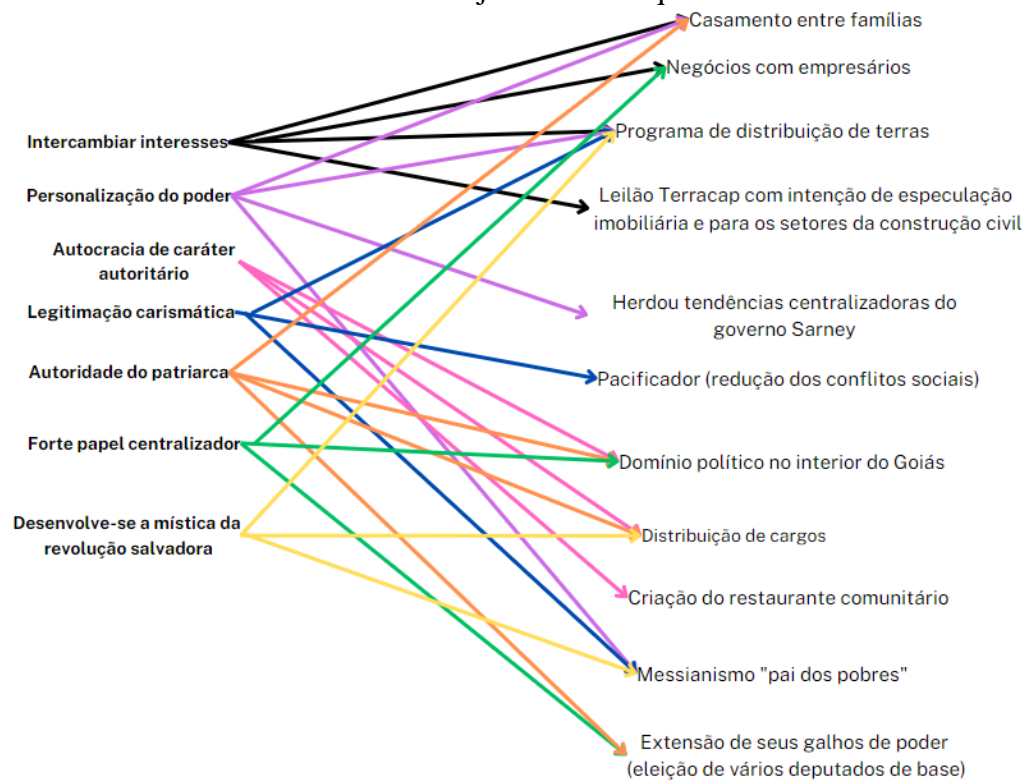 Casamento entre famílias
Negócios com empresários
Intercambiar interesses
Programa de distribuição de terras
Personalização do poder
Leilão Terracap com intenção de especulação
imobiliária e para os setores da construção civil
Autocracia de caráter
autoritário
Legitimação carismática
Herdou tendências centralizadoras do
governo Sarney
Autoridade do patriarca
Pacificador (redução dos conflitos sociais)
Forte papel centralizador
Domínio político no interior do Goiás
Desenvolve-se a mística da
revolução salvadora
Distribuição de cargos
Criação do restaurante comunitário
Messianismo "pai dos pobres"
Extensão de seus galhos de poder
(eleição de vários deputados de base)